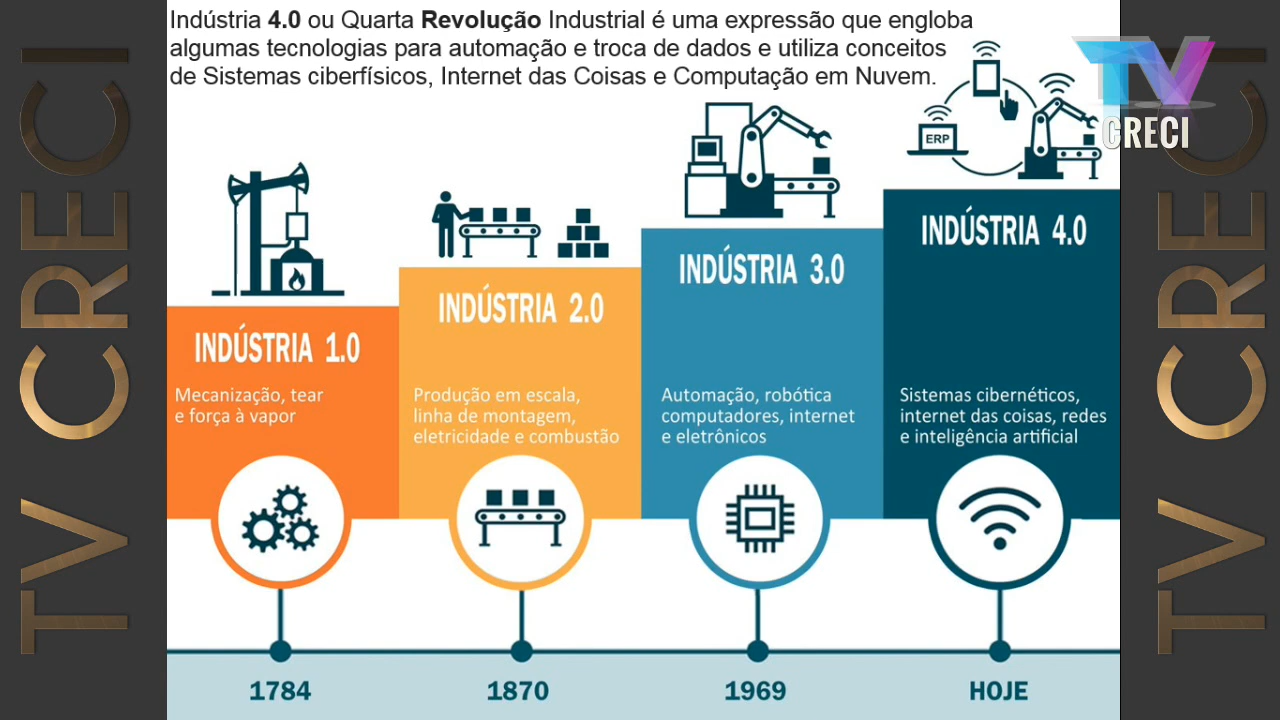 Indústria 4.0 ou Quarta Revolução Industrial é uma expressão que engloba
algumas tecnologias para automação e troca de dados e utiliza conceitos
de Sistemas ciberfísicos, Internet das Coisas e Computação em Nuvem.
TV
CRECI
ERP
INDÚSTRIA 1.0
Mecanização, tear
e força à vapor
INDÚSTRIA 2.0
Produção em escala,
linha de montagem,
eletricidade e combustão
INDÚSTRIA 3.0
Automação, robótica
computadores, internet
e eletrônicos
INDÚSTRIA 4.0
Sistemas cibernéticos,
internet das coisas, redes
e inteligência artificial
1784
1870
1969
HOJE
TV CRECI
TV CRECI